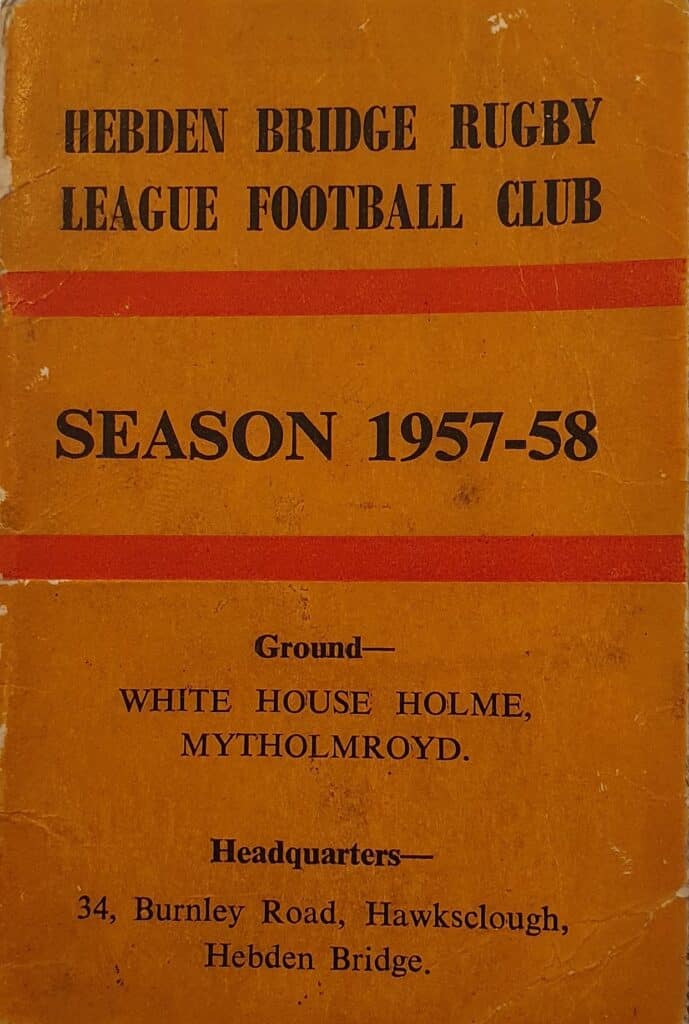 HEBDEN BRIDGE RUGBY
LEAGUE FOOTBALL CLUB
SEASON 1957-58
Ground—
WHITE HOUSE HOLME,
MYTHOLMROYD.
Headquarters—
34, Burnley Road, Hawksclough,
Hebden Bridge.